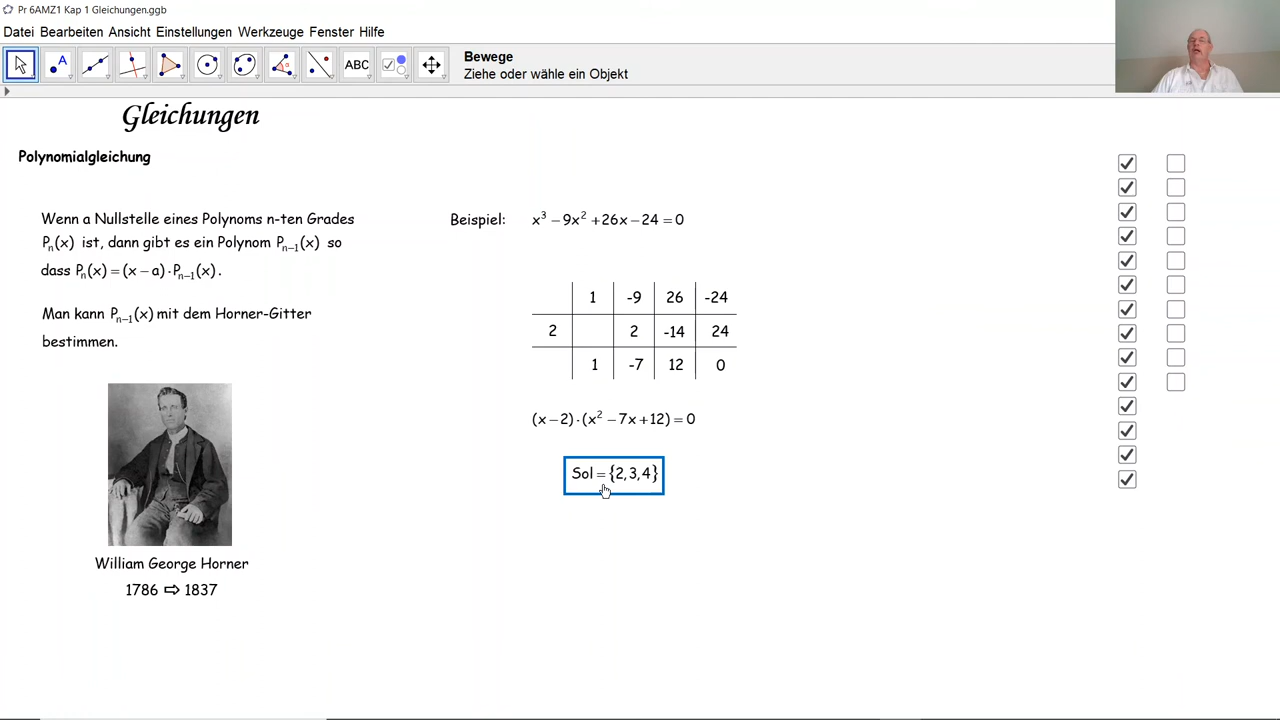 Pr 6AMZ1 Kap 1 Gleichungen.ggb
Datei Bearbeiten Ansicht Einstellungen Werkzeuge Fenster Hilfe
A
ABC
Bewege
Ziehe oder wähle ein Objekt
Gleichungen
Polynomialgleichung
Wenn a Nullstelle eines Polynoms n-ten Grades
Pₙ(x) ist, dann gibt es ein Polynom Pₙ₋₁(x) so
dass Pₙ(x) = (x − a) · Pₙ₋₁(x).
Man kann Pₙ₋₁(x) mit dem Horner-Gitter
bestimmen.
William George Horner
1786 ⇨ 1837
Beispiel: x³ − 9x² + 26x − 24 = 0
1 -9 26 -24
2 2 -14 24
1 -7 12 0
(x − 2) · (x² − 7x + 12) = 0
Sol = {2, 3, 4}